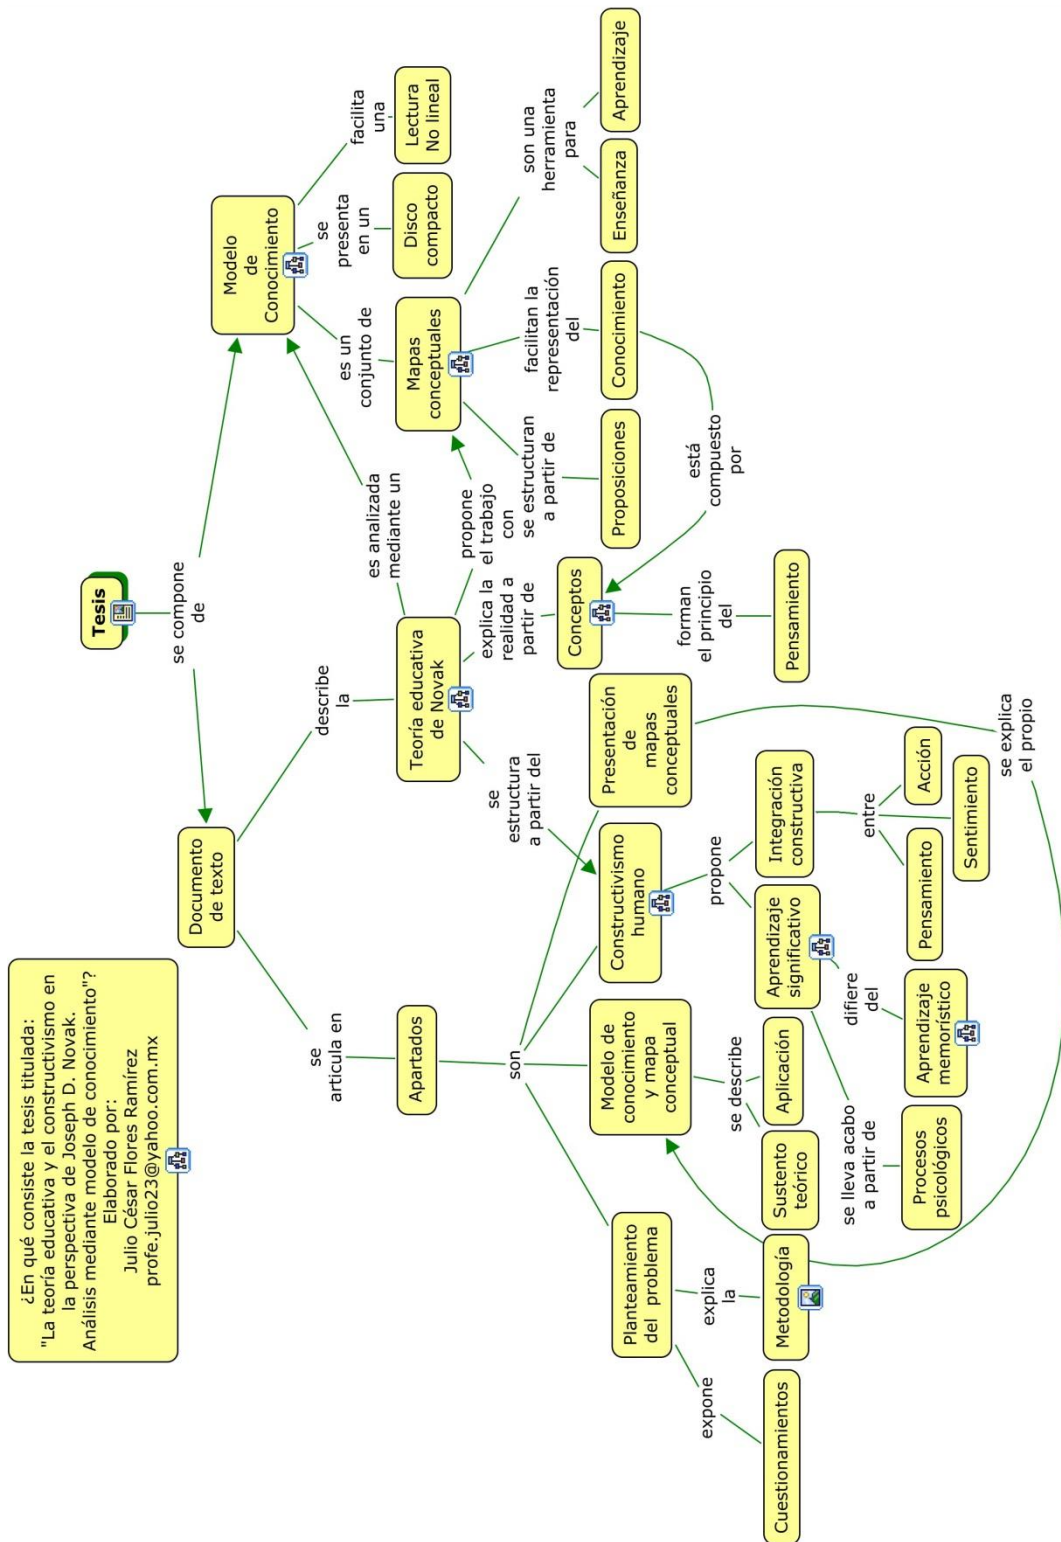 ¿En qué consiste la tesis titulada:
"La teoría educativa y el constructivismo en
la perspectiva de Joseph D. Novak.
Análisis mediante modelo de conocimiento"?
Elaborado por:
Julio César Flores Ramírez
profe.julio23@yahoo.com.mx
Tesis
se compone
de
Documento
de texto
Modelo
de
Conocimiento
se
articula en
describe
la
es analizada
mediante un
es un
conjunto de
se
presenta
en un
facilita
una
Apartados
Teoría educativa
de Novak
Mapas
conceptuales
Disco
compacto
Lectura
No lineal
son
se
estructura
a partir del
explica la
realidad a
partir de
propone
el trabajo
con
se estructuran
a partir de
facilitan la
representación
del
son una
herramienta
para
Planteamiento
del problema
Modelo de
conocimiento
y mapa
conceptual
Constructivismo
humano
Presentación
de
mapas
conceptuales
Conceptos
Proposiciones
Conocimiento
Enseñanza
Aprendizaje
expone
explica
la
se describe
propone
forman
el principio
del
está
compuesto
por
Cuestionamientos
Metodología
Sustento
teórico
Aplicación
Aprendizaje
significativo
Integración
constructiva
Pensamiento
se lleva acabo
a partir de
difiere
del
entre
Procesos
psicológicos
Aprendizaje
memorístico
Pensamiento
Sentimiento
Acción
se explica
el propio